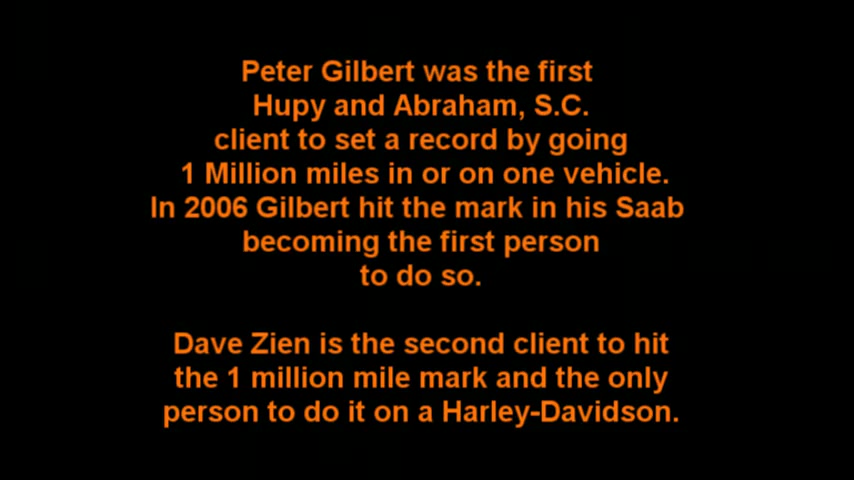 Peter Gilbert was the first
Hupy and Abraham, S.C.
client to set a record by going
1 Million miles in or on one vehicle.
In 2006 Gilbert hit the mark in his Saab
becoming the first person
to do so.
Dave Zien is the second client to hit
the 1 million mile mark and the only
person to do it on a Harley-Davidson.